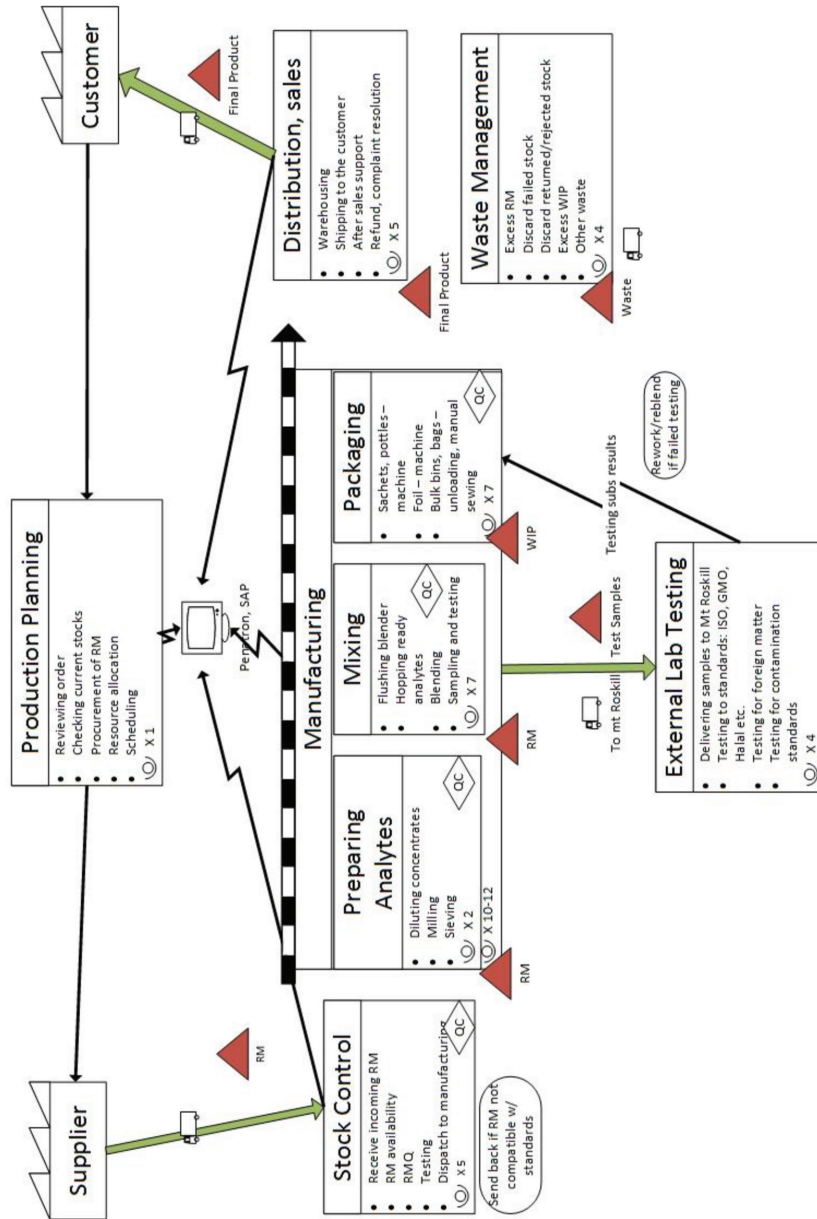 Supplier
Production Planning
Reviewing order
Checking current stocks
Procurement of RM
Resource allocation
Scheduling
X 1
Customer
RM
Penatron, SAP
Final Product
Stock Control
Receive incoming RM
RM availability
RMQ
Testing
Dispatch to manufacturing
X 5
QC
Send back if RM not
compatible w/
standards
Manufacturing
Preparing
Analytes
Diluting concentrates
Milling
Sieving
X 2
X 10-12
QC
RM
Mixing
Flushing blender
Hopping ready
analytes
Blending
Sampling and testing
X 7
QC
RM
Packaging
Sachets, pottles –
machine
Foil – machine
Bulk bins, bags –
unloading, manual
sewing
X 7
QC
WIP
Distribution, sales
Warehousing
Shipping to the customer
After sales support
Refund, complaint resolution
X 5
Final Product
Waste Management
Excess RM
Discard failed stock
Discard returned/rejected stock
Excess WIP
Other waste
X 4
Waste
To mt Roskill
Test Samples
Testing subs results
Rework/reblend
if failed testing
External Lab Testing
Delivering samples to Mt Roskill
Testing to standards: ISO, GMO,
Halal etc.
Testing for foreign matter
Testing for contamination
standards
X 4